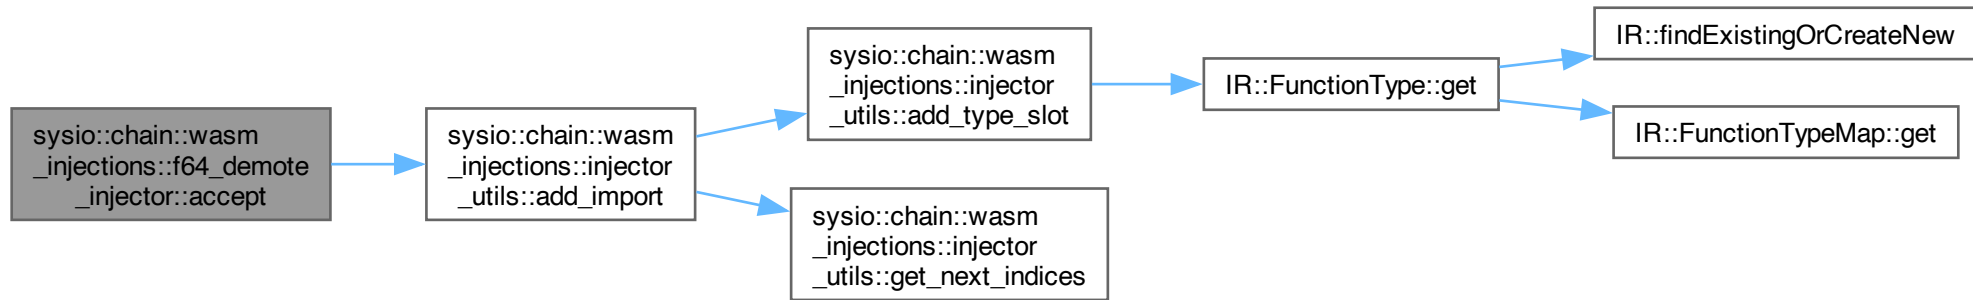 sysio::chain::wasm
_injections::f64_demote
_injector::accept
sysio::chain::wasm
_injections::injector
_utils::add_import
sysio::chain::wasm
_injections::injector
_utils::add_type_slot
sysio::chain::wasm
_injections::injector
_utils::get_next_indices
IR::FunctionType::get
IR::findExistingOrCreateNew
IR::FunctionTypeMap::get